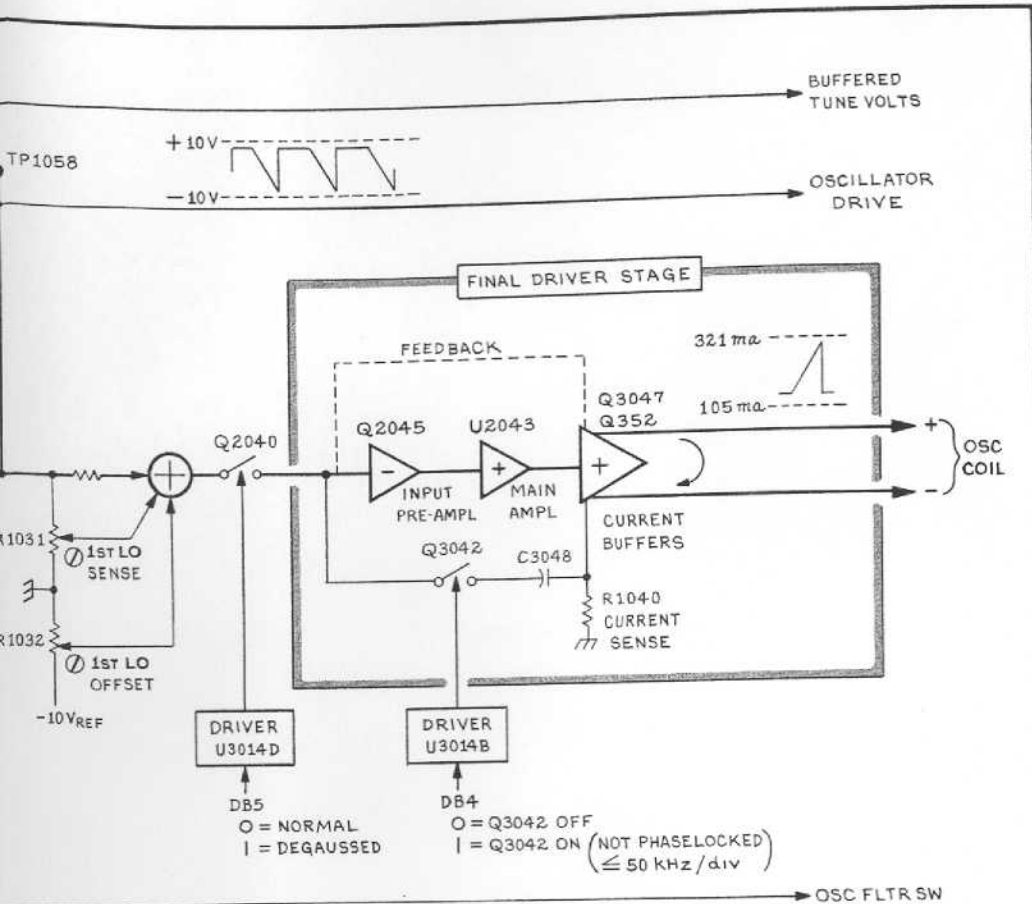 BUFFERED
TUNE VOLTS
+ 10V
TP1058
- 10V
OSCILLATOR
DRIVE
FINAL DRIVER STAGE
FEEDBACK
321 ma
105 ma
Q3047
Q352
Q2040
Q2045
U2043
+
-
+
+
+
-
OSC
COIL
INPUT
PRE-AMPL
MAIN
AMPL
CURRENT
BUFFERS
Q3042
C3048
R1031
1ST LO
SENSE
R1040
CURRENT
SENSE
R1032
1ST LO
OFFSET
-10VREF
DRIVER
U3014D
DRIVER
U3014B
DB5
0 = NORMAL
1 = DEGAUSSED
DB4
0 = Q3042 OFF
1 = Q3042 ON (NOT PHASELOCKED)
≤ 50 kHz/div
OSC FLTR SW